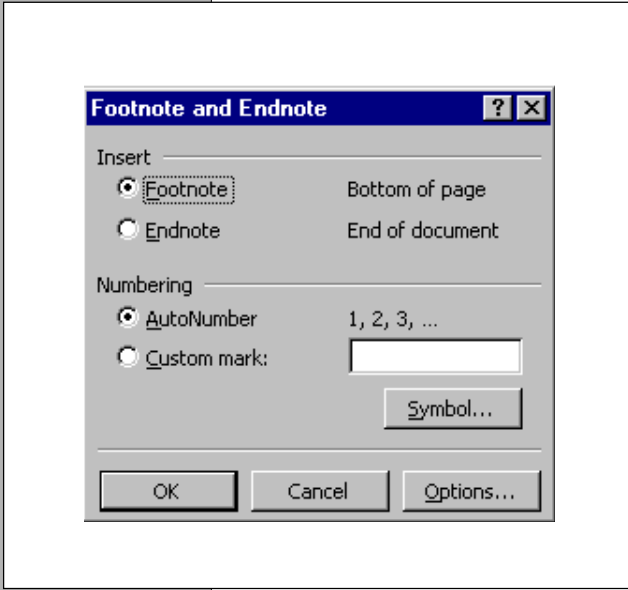 Footnote and Endnote
Insert
Footnote Bottom of page
Endnote End of document
Numbering
AutoNumber 1, 2, 3, ...
Custom mark:
Symbol...
OK Cancel Options...